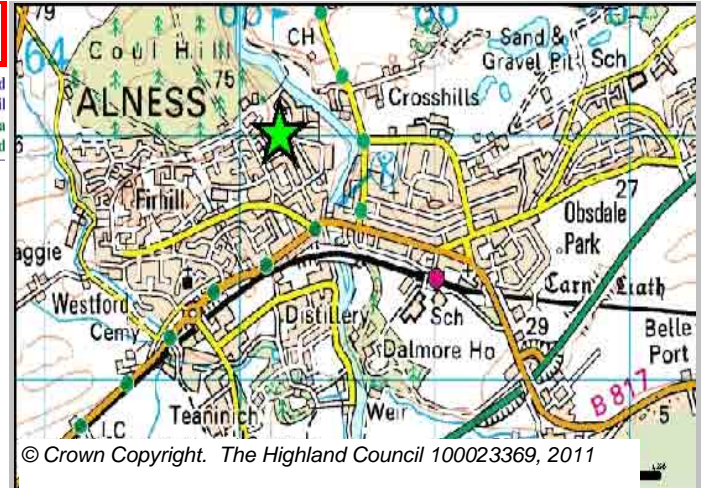 79
CH
Sand &
Gravel Pit
Sch
64
Coul Hill
75
ALNESS
Crosshills
Firhill
27
Obsdale
Park
aggie
Carn Liath
Westford
Cemy
Distillery
Sch
29
Belle
Port
Dalmore Ho
B 817
Teaninich
Weir
5
LC
© Crown Copyright. The Highland Council 100023369, 2011